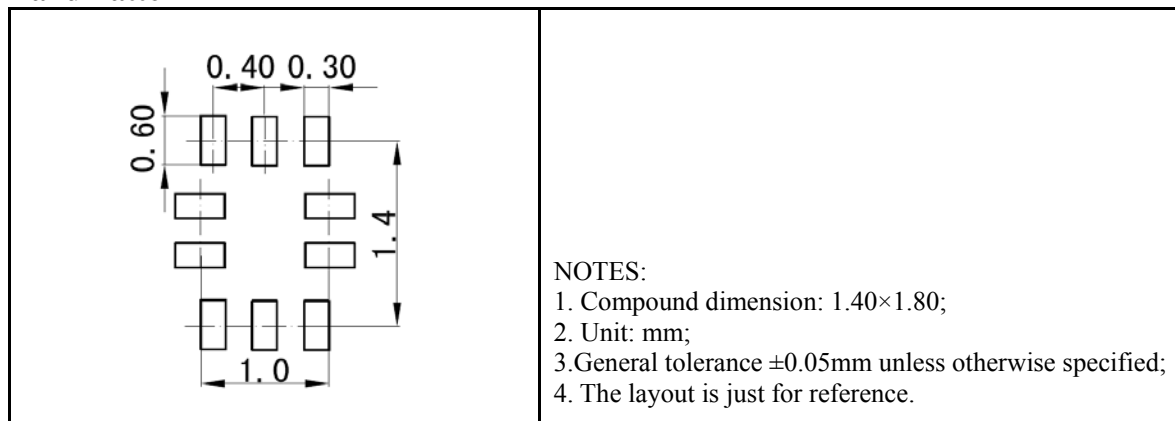 0.40 0.30
0.60
1.4
1.0
NOTES:
1. Compound dimension: 1.40×1.80;
2. Unit: mm;
3.General tolerance ±0.05mm unless otherwise specified;
4. The layout is just for reference.